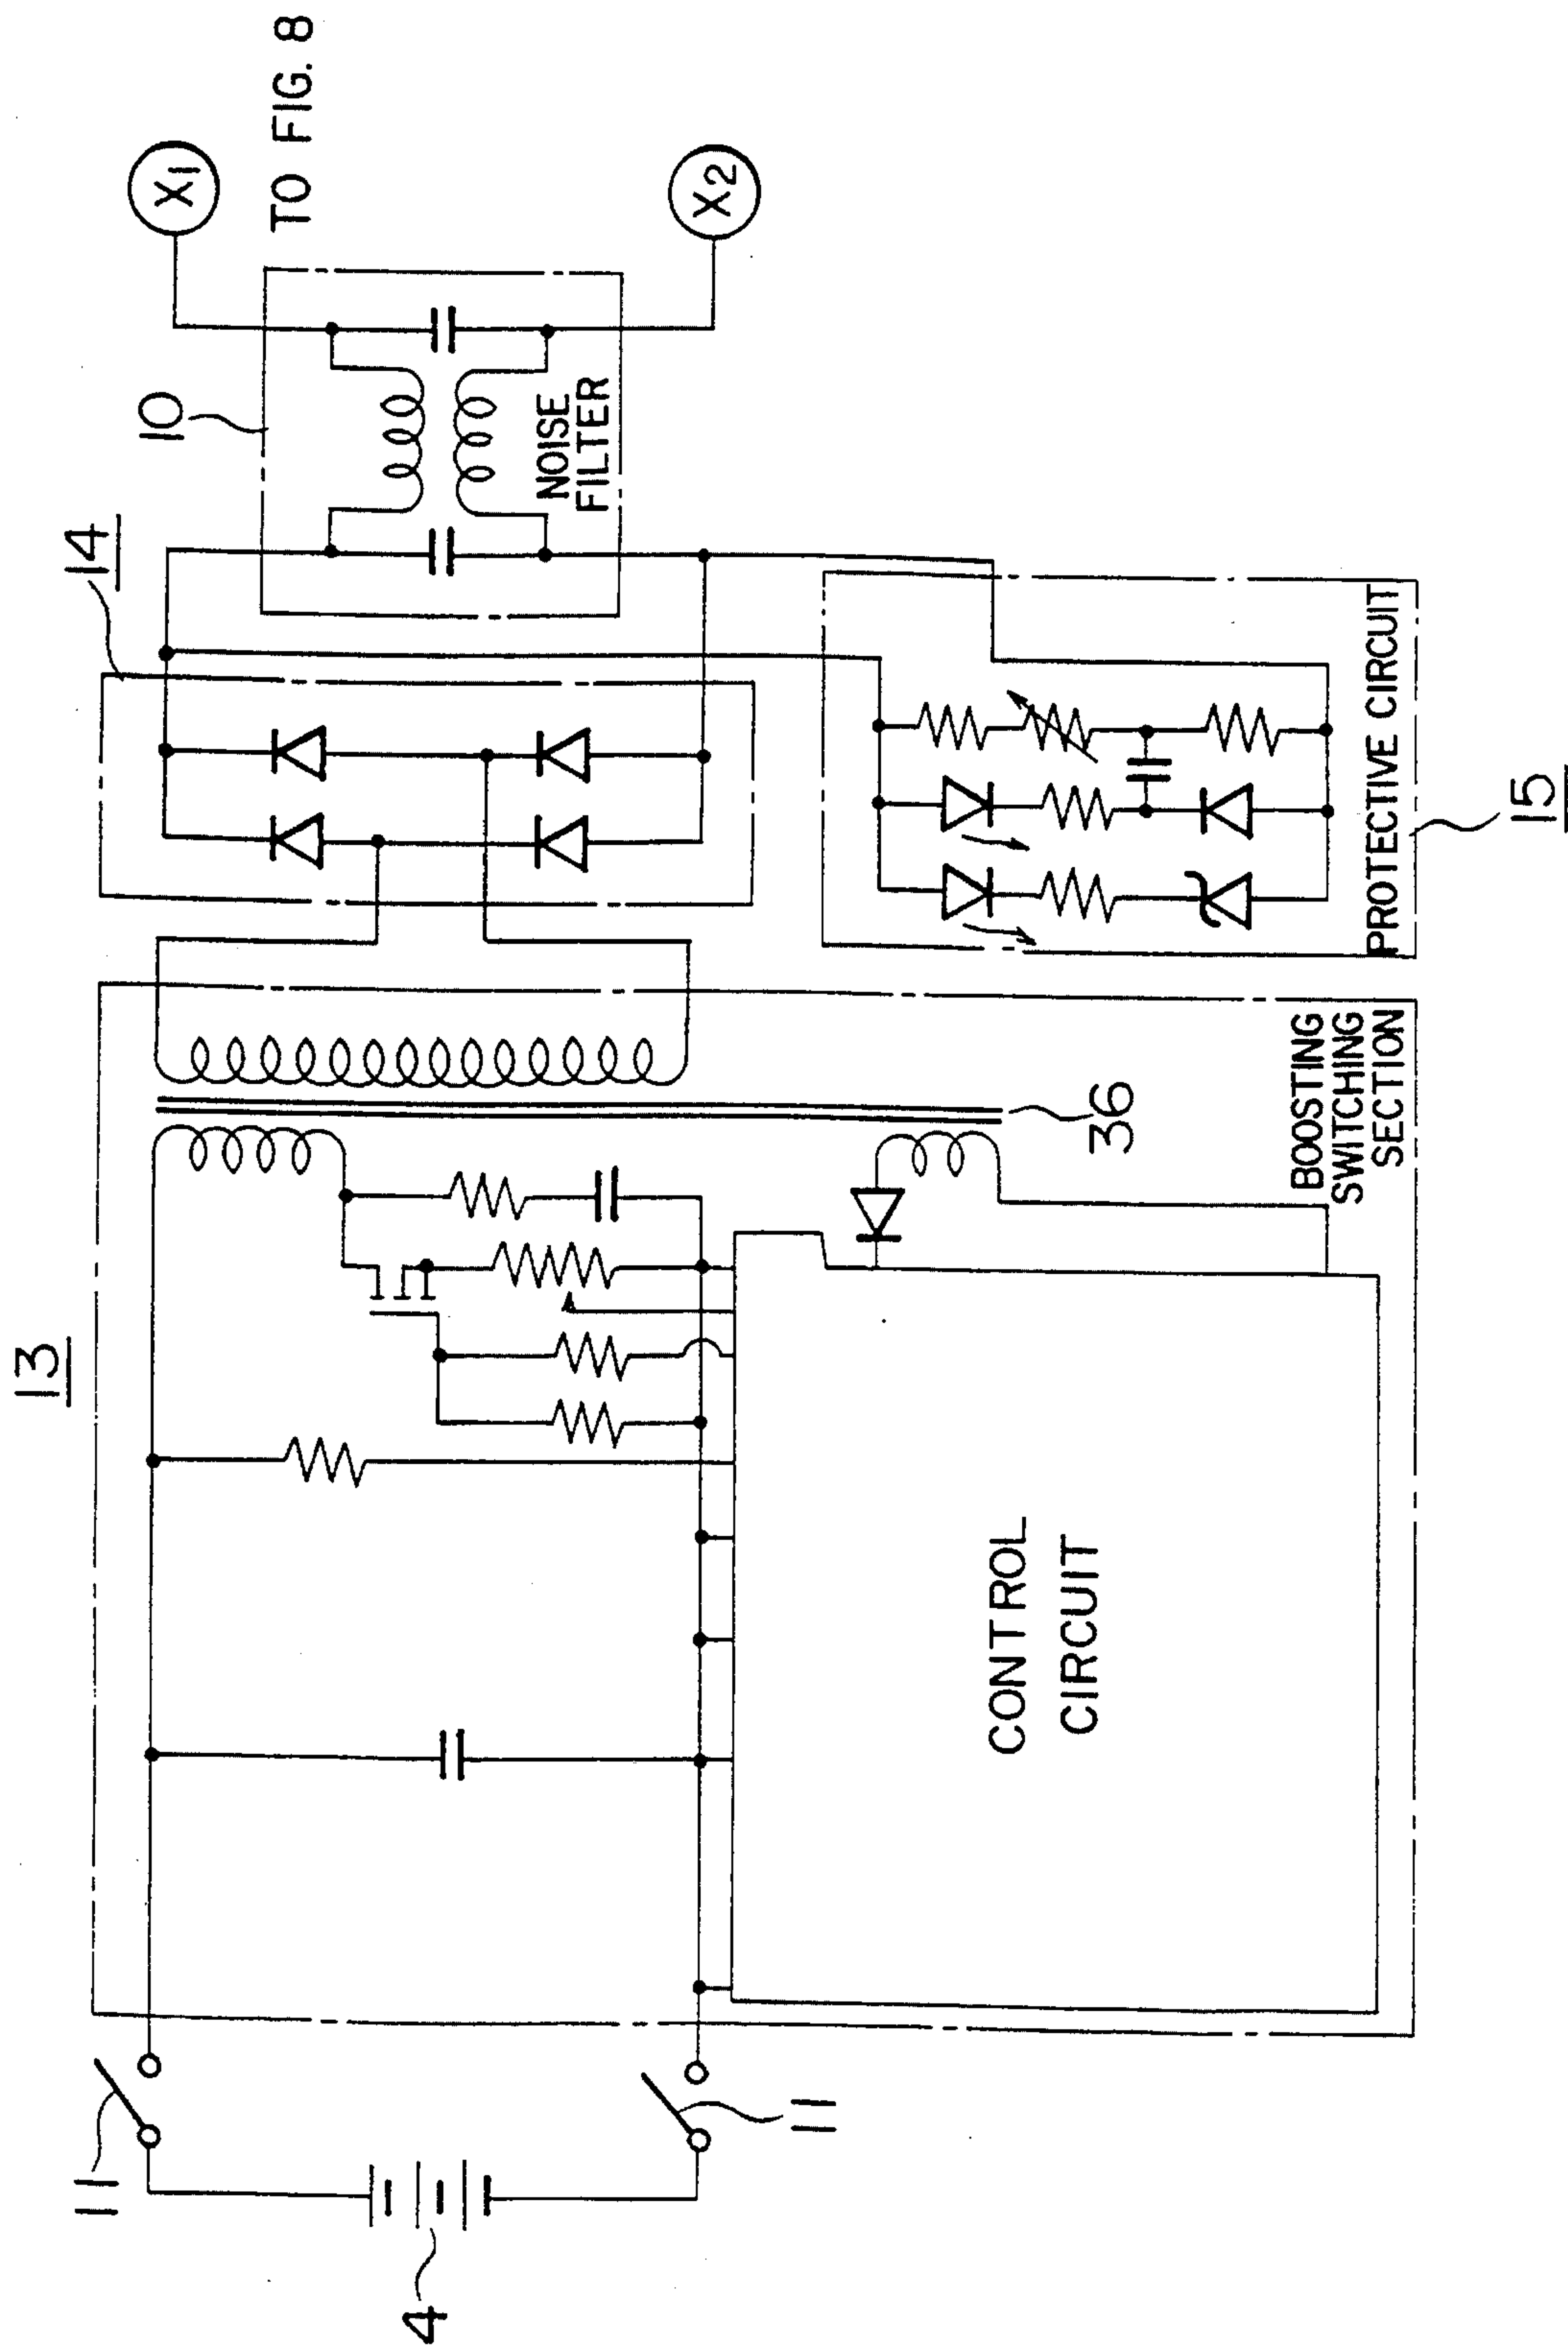 13
14
10
X1
TO FIG. 8
X2
11
11
4
NOISE
FILTER
36
CONTROL
CIRCUIT
BOOSTING
SWITCHING
SECTION
PROTECTIVE CIRCUIT
15